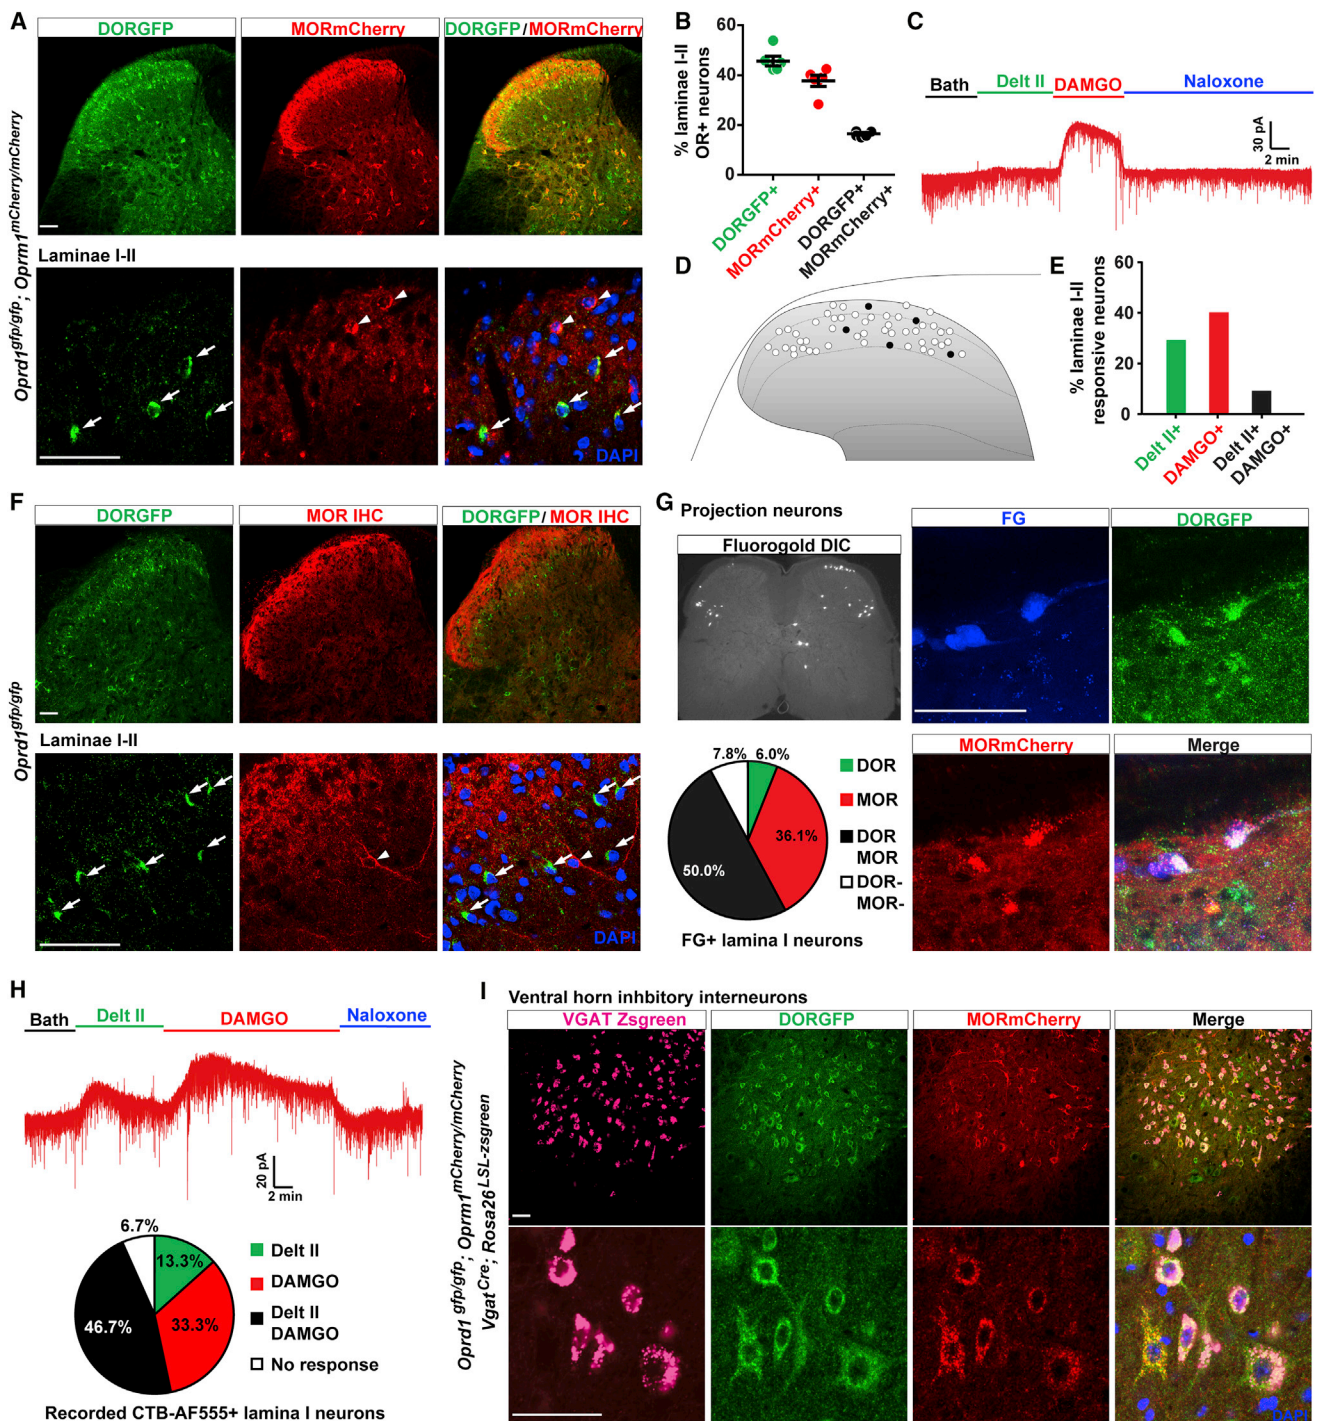 A
DORGFP
MORmCherry
DORGFP/MORmCherry
Oprd1gfp/gfp; Oprm1mCherry/mCherry
Laminae I-II
DAPI
B
60
40
20
0
% laminae I-II
OR+ neurons
DORGFP+
MORmCherry+
DORGFP+
MORmCherry+
C
Bath
Delt II
DAMGO
Naloxone
30 pA
2 min
D
E
60
40
20
0
% laminae I-II
responsive neurons
Delt II+
DAMGO+
Delt II+
DAMGO+
F
DORGFP
MOR IHC
DORGFP/ MOR IHC
Oprd1gfp/gfp
Laminae I-II
DAPI
G
Projection neurons
Fluorogold DIC
FG
DORGFP
MORmCherry
Merge
7.8%
6.0%
36.1%
50.0%
DOR
MOR
DOR
MOR
DOR-
MOR-
FG+ lamina I neurons
H
Bath
Delt II
DAMGO
Naloxone
20 pA
2 min
6.7%
13.3%
33.3%
46.7%
Delt II
DAMGO
Delt II
DAMGO
No response
Recorded CTB-AF555+ lamina I neurons
I
Ventral horn inhbitory interneurons
VGAT Zsgreen
DORGFP
MORmCherry
Merge
Oprd1 gfp/gfp; Oprm1mCherry/mCherry
VgatCre; Rosa26LSL-zsgreen
DAPI